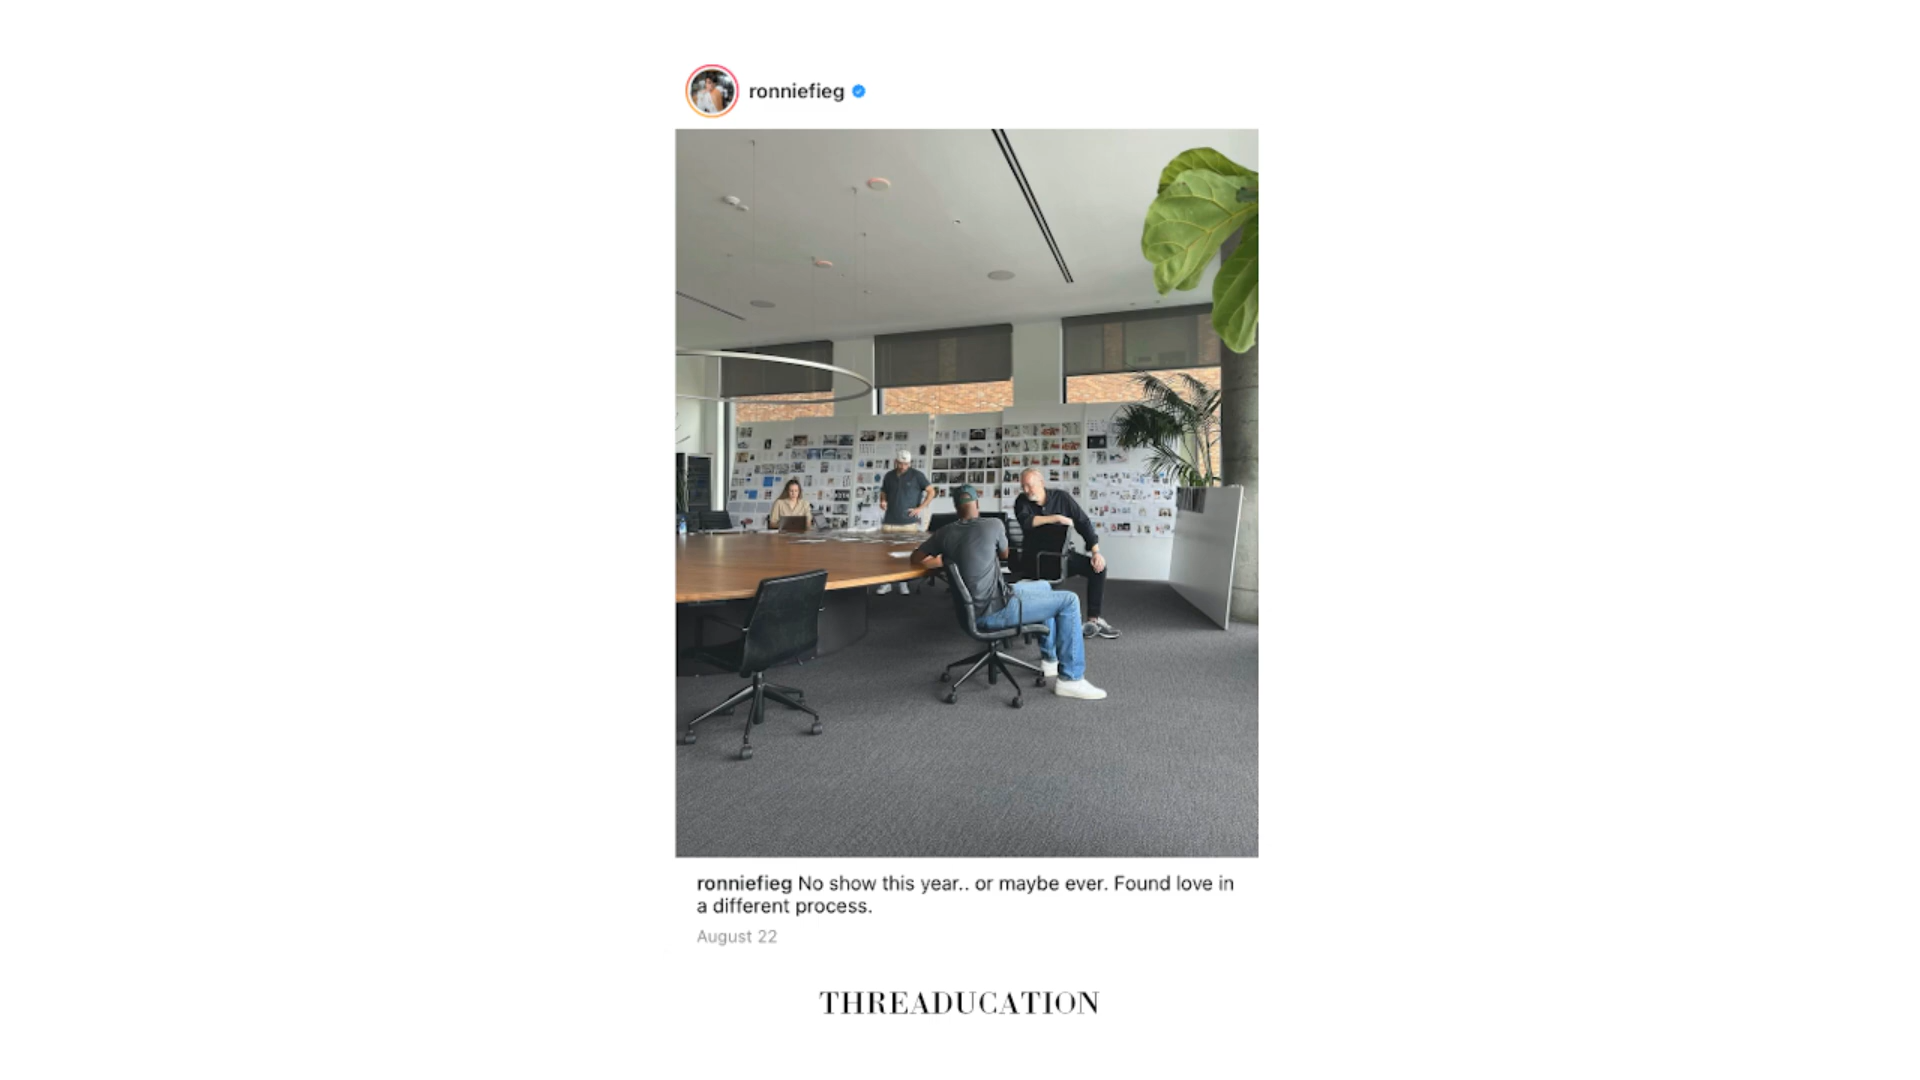 ronniefieg
ronniefieg No show this year.. or maybe ever. Found love in
a different process.
August 22
THREADUCATION